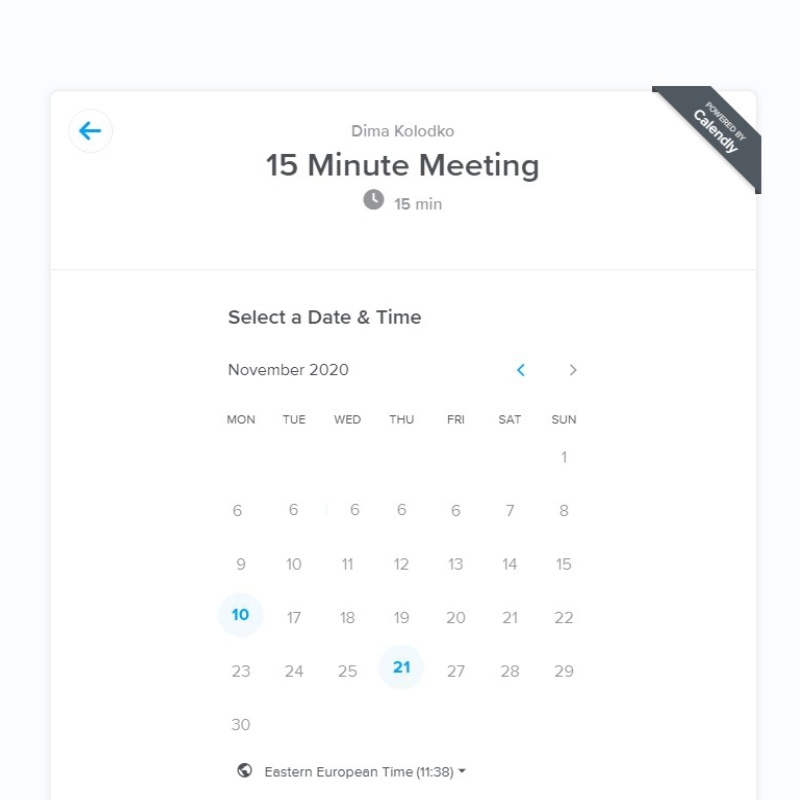 POWERED BY
Calendly
Dima Kolodko
15 Minute Meeting
15 min
Select a Date & Time
November 2020
MON TUE WED THU FRI SAT SUN
1
6 6 6 6 6 7 8
9 10 11 12 13 14 15
10 17 18 19 20 21 22
23 24 25 21 27 28 29
30
Eastern European Time (11:38)